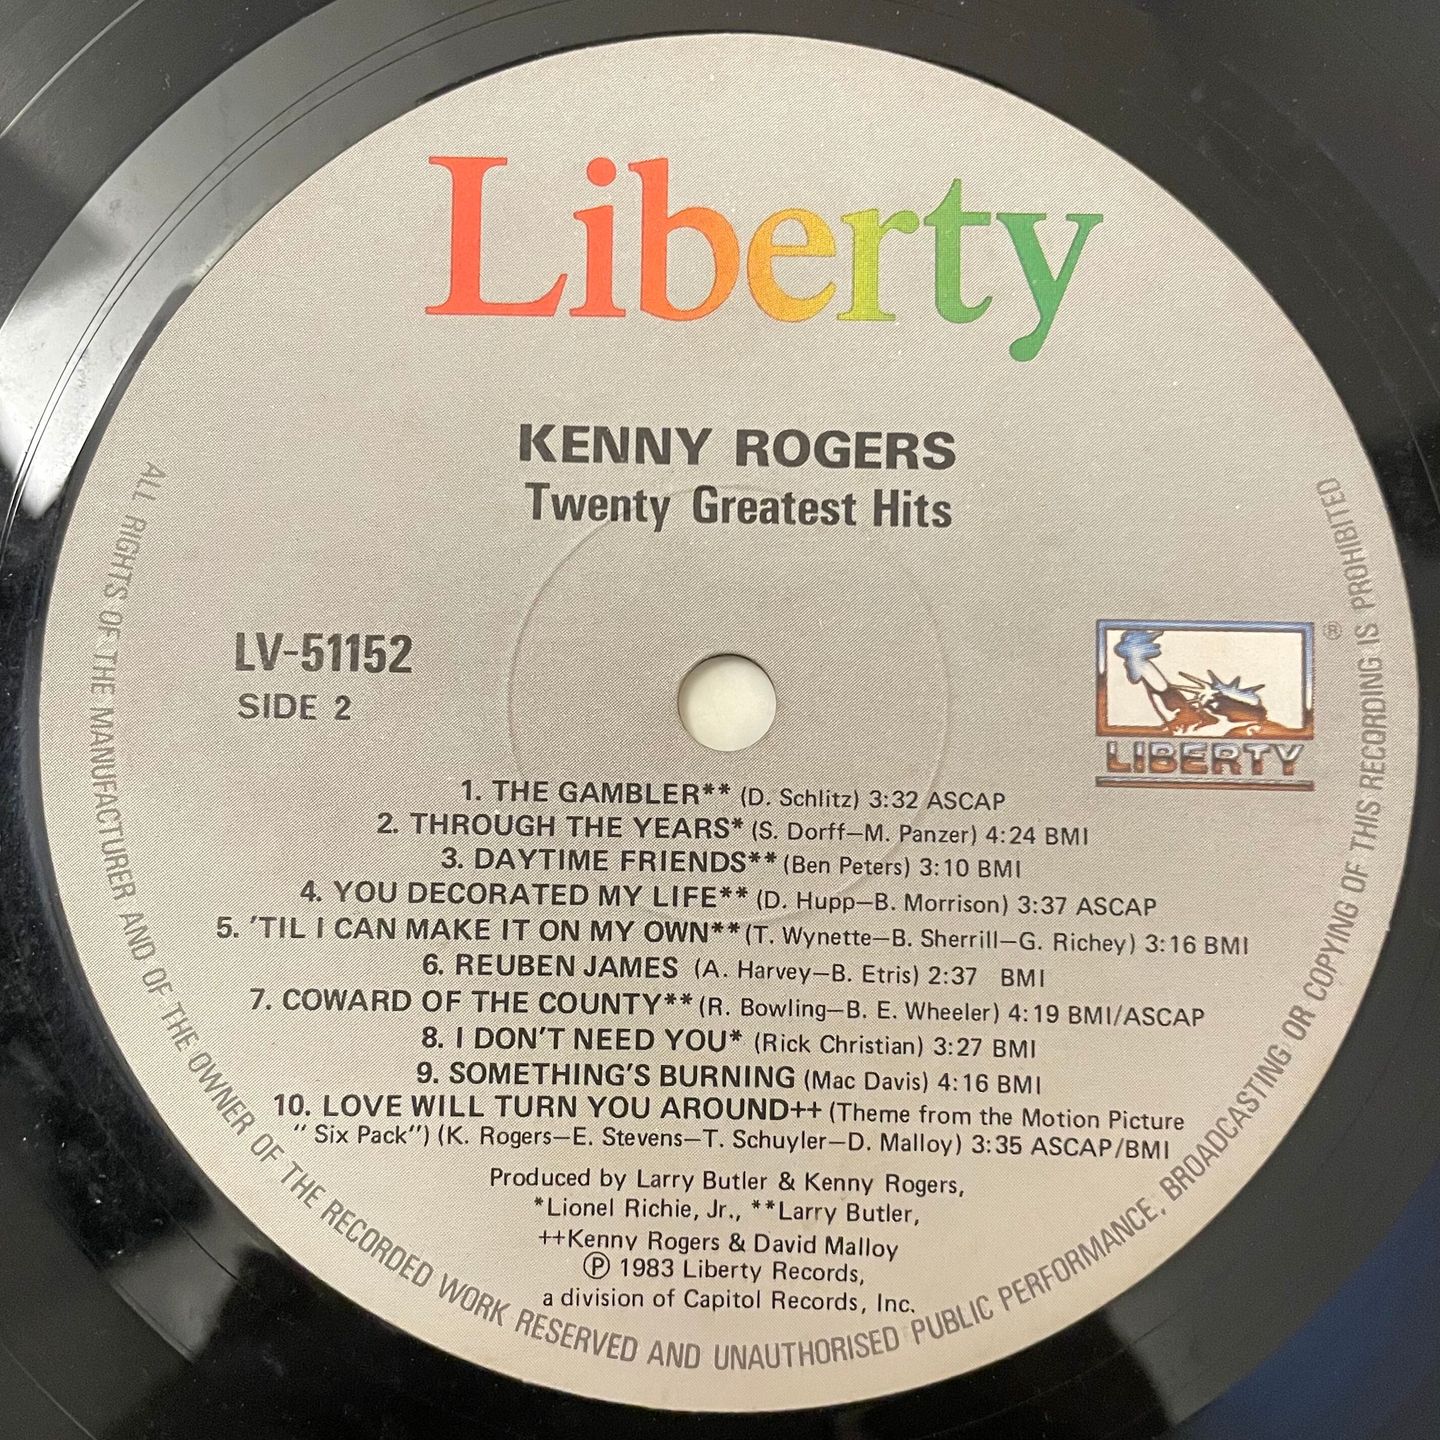 Liberty
KENNY ROGERS
Twenty Greatest Hits
LV-51152
SIDE 2
®
LIBERTY
1. THE GAMBLER** (D. Schlitz) 3:32 ASCAP
2. THROUGH THE YEARS* (S. Dorff—M. Panzer) 4:24 BMI
3. DAYTIME FRIENDS** (Ben Peters) 3:10 BMI
4. YOU DECORATED MY LIFE** (D. Hupp—B. Morrison) 3:37 ASCAP
5. 'TIL I CAN MAKE IT ON MY OWN** (T. Wynette—B. Sherrill—G. Richey) 3:16 BMI
6. REUBEN JAMES (A. Harvey—B. Etris) 2:37 BMI
7. COWARD OF THE COUNTY** (R. Bowling—B. E. Wheeler) 4:19 BMI/ASCAP
8. I DON'T NEED YOU* (Rick Christian) 3:27 BMI
9. SOMETHING'S BURNING (Mac Davis) 4:16 BMI
10. LOVE WILL TURN YOU AROUND++ (Theme from the Motion Picture
"Six Pack") (K. Rogers—E. Stevens—T. Schuyler—D. Malloy) 3:35 ASCAP/BMI
Produced by Larry Butler & Kenny Rogers,
*Lionel Richie, Jr., **Larry Butler,
++Kenny Rogers & David Malloy
℗ 1983 Liberty Records,
a division of Capitol Records, Inc.
ALL RIGHTS OF THE MANUFACTURER AND OF THE OWNER OF THE RECORDED WORK RESERVED AND UNAUTHORISED PUBLIC PERFORMANCE, BROADCASTING OR COPYING OF THIS RECORDING IS PROHIBITED